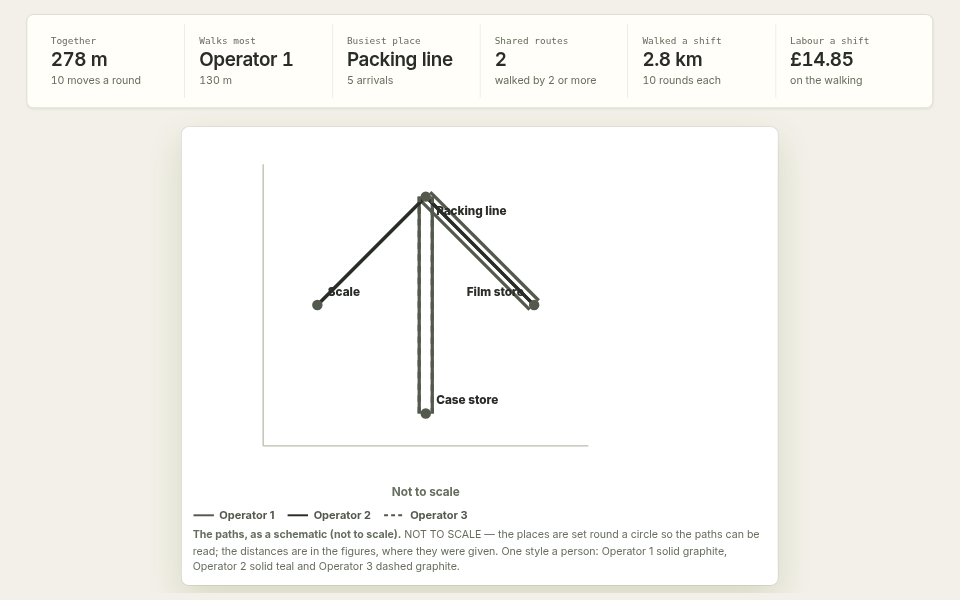 Together
278 m
10 moves a round
Walks most
Operator 1
130 m
Busiest place
Packing line
5 arrivals
Shared routes
2
walked by 2 or more
Walked a shift
2.8 km
10 rounds each
Labour a shift
£14.85
on the walking
Packing line
Scale
Film store
Case store
Not to scale
Operator 1
Operator 2
Operator 3
The paths, as a schematic (not to scale). NOT TO SCALE — the places are set round a circle so the paths can be
read; the distances are in the figures, where they were given. One style a person: Operator 1 solid graphite,
Operator 2 solid teal and Operator 3 dashed graphite.